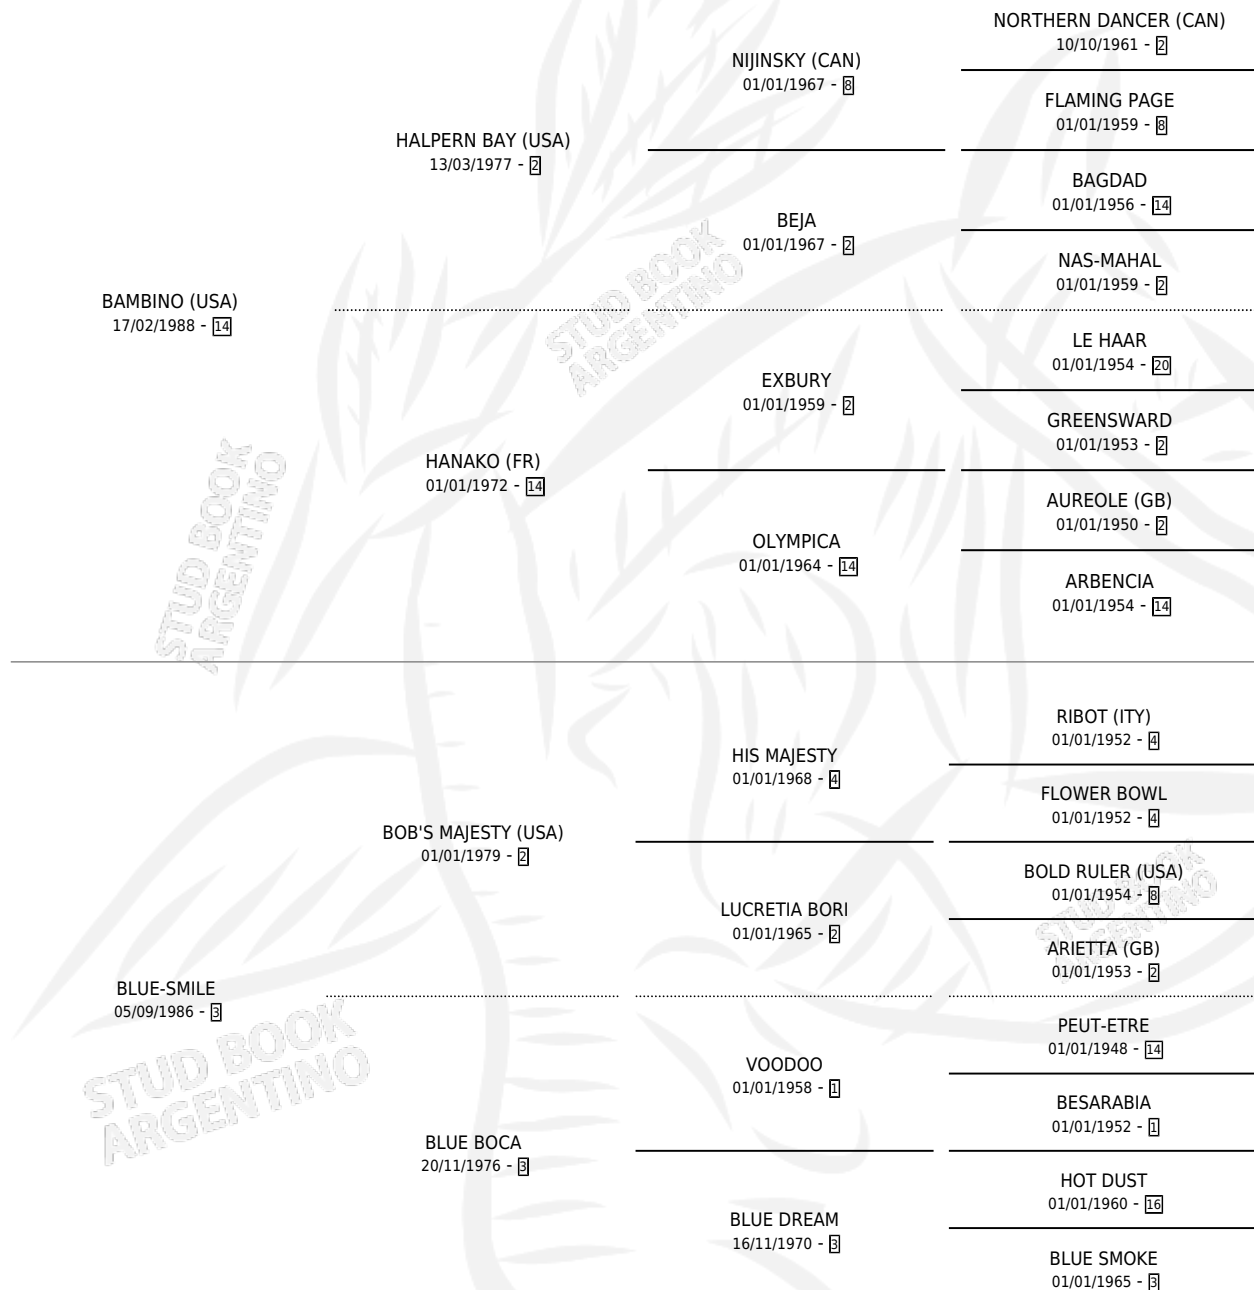 NORTHERN DANCER (CAN)
10/10/1961 - 2
NIJINSKY (CAN)
01/01/1967 - 8
FLAMING PAGE
01/01/1959 - 8
HALPERN BAY (USA)
13/03/1977 - 2
BAGDAD
01/01/1956 - 14
BEJA
01/01/1967 - 2
NAS-MAHAL
01/01/1959 - 2
BAMBINO (USA)
17/02/1988 - 14
LE HAAR
01/01/1954 - 20
EXBURY
01/01/1959 - 2
GREENSWARD
01/01/1953 - 2
HANAKO (FR)
01/01/1972 - 14
AUREOLE (GB)
01/01/1950 - 2
OLYMPICA
01/01/1964 - 14
ARBENCIA
01/01/1954 - 14
RIBOT (ITY)
01/01/1952 - 4
HIS MAJESTY
01/01/1968 - 4
FLOWER BOWL
01/01/1952 - 4
BOB'S MAJESTY (USA)
01/01/1979 - 2
BOLD RULER (USA)
01/01/1954 - 8
LUCRETIA BORI
01/01/1965 - 2
ARIETTA (GB)
01/01/1953 - 2
BLUE-SMILE
05/09/1986 - 3
PEUT-ETRE
01/01/1948 - 14
VOODOO
01/01/1958 - 1
BESARABIA
01/01/1952 - 1
BLUE BOCA
20/11/1976 - 3
HOT DUST
01/01/1960 - 16
BLUE DREAM
16/11/1970 - 3
BLUE SMOKE
01/01/1965 - 3
STUD BOOK
ARGENTINO
STUD BOOK
ARGENTINO
STUD BOOK
ARGENTINO
STUD BOOK
ARGENTINO